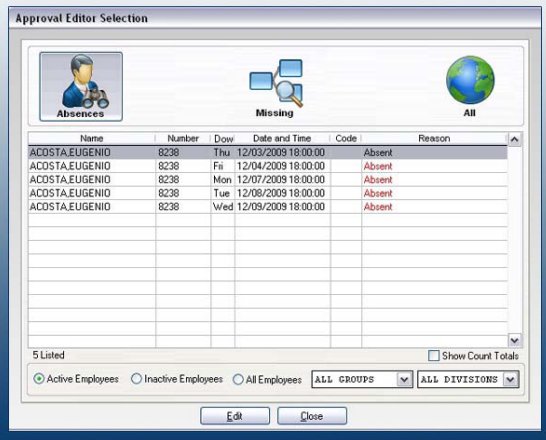 Approval Editor Selection
Absences Missing All
Name Number Dow Date and Time Code Reason
ACOSTA,EUGENIO 8238 Thu 12/03/2009 18:00:00 Absent
ACOSTA,EUGENIO 8238 Fri 12/04/2009 18:00:00 Absent
ACOSTA,EUGENIO 8238 Mon 12/07/2009 18:00:00 Absent
ACOSTA,EUGENIO 8238 Tue 12/08/2009 18:00:00 Absent
ACOSTA,EUGENIO 8238 Wed 12/09/2009 18:00:00 Absent
5 Listed Show Count Totals
Active Employees Inactive Employees All Employees ALL GROUPS ALL DIVISIONS
Edit Close